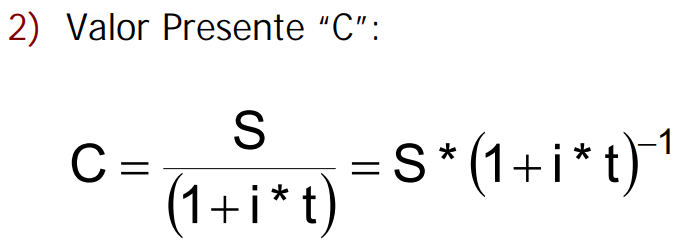 2) Valor Presente “C”:
C = S / (1+i*t) = S*(1+i*t)⁻¹